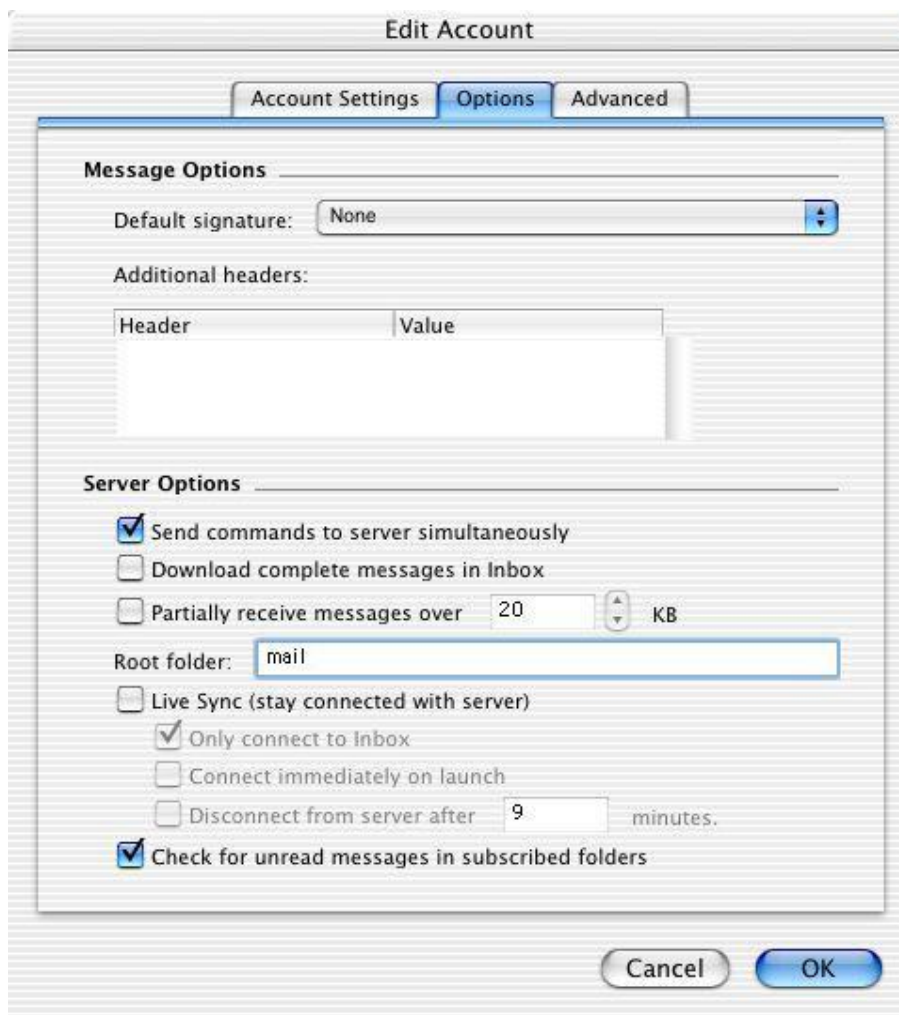 Edit Account
Account Settings Options Advanced
Message Options
Default signature: None
Additional headers:
Header Value
Server Options
Send commands to server simultaneously
Download complete messages in Inbox
Partially receive messages over 20 KB
Root folder: mail
Live Sync (stay connected with server)
Only connect to Inbox
Connect immediately on launch
Disconnect from server after 9 minutes.
Check for unread messages in subscribed folders
Cancel OK